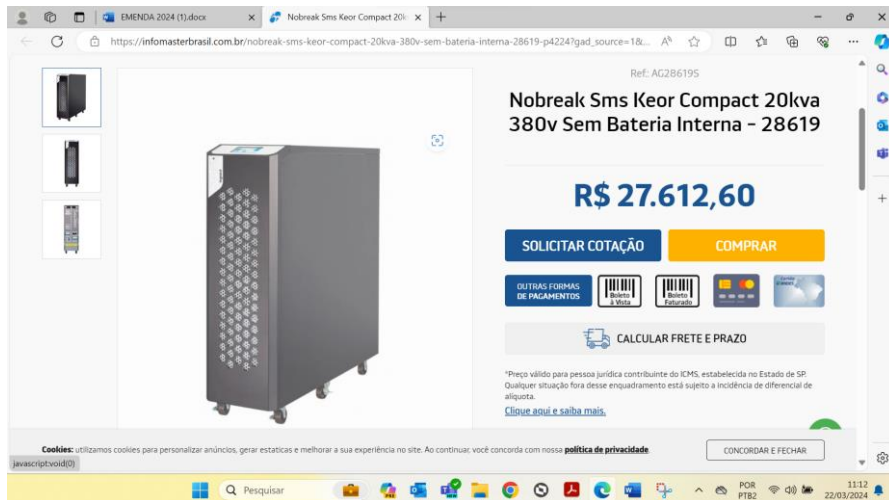 EMENDA 2024 (1).docx
Nobreak Sms Keor Compact 20k
https://infomasterbrasil.com.br/nobreak-sms-keor-compact-20kva-380v-sem-bateria-interna-28619-p4224?gad_source=1&...
Ref.: AG28619S
Nobreak Sms Keor Compact 20kva
380v Sem Bateria Interna - 28619
R$ 27.612,60
SOLICITAR COTAÇÃO
COMPRAR
OUTRAS FORMAS
DE PAGAMENTOS
Boleto
à Vista
Boleto
Faturado
CALCULAR FRETE E PRAZO
*Preço válido para pessoa jurídica contribuinte do ICMS, estabelecida no Estado de SP.
Qualquer situação fora desse enquadramento está sujeito a incidência de diferencial de
alíquota.
Clique aqui e saiba mais.
Cookies: utilizamos cookies para personalizar anúncios, gerar estaticas e melhorar a sua experiência no site. Ao continuar, você concorda com nossa política de privacidade.
CONCORDAR E FECHAR
javascript:void(0)
Pesquisar
POR
PTB2
11:12
22/03/2024